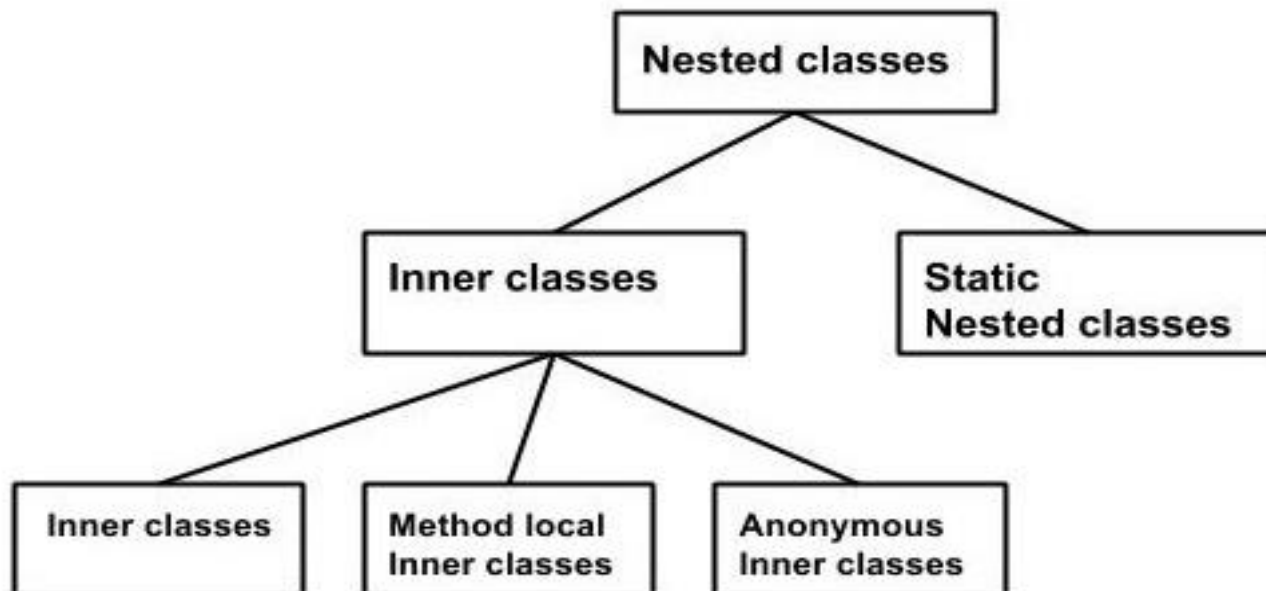 Nested classes
Inner classes
Static
Nested classes
Inner classes
Method local
Inner classes
Anonymous
Inner classes